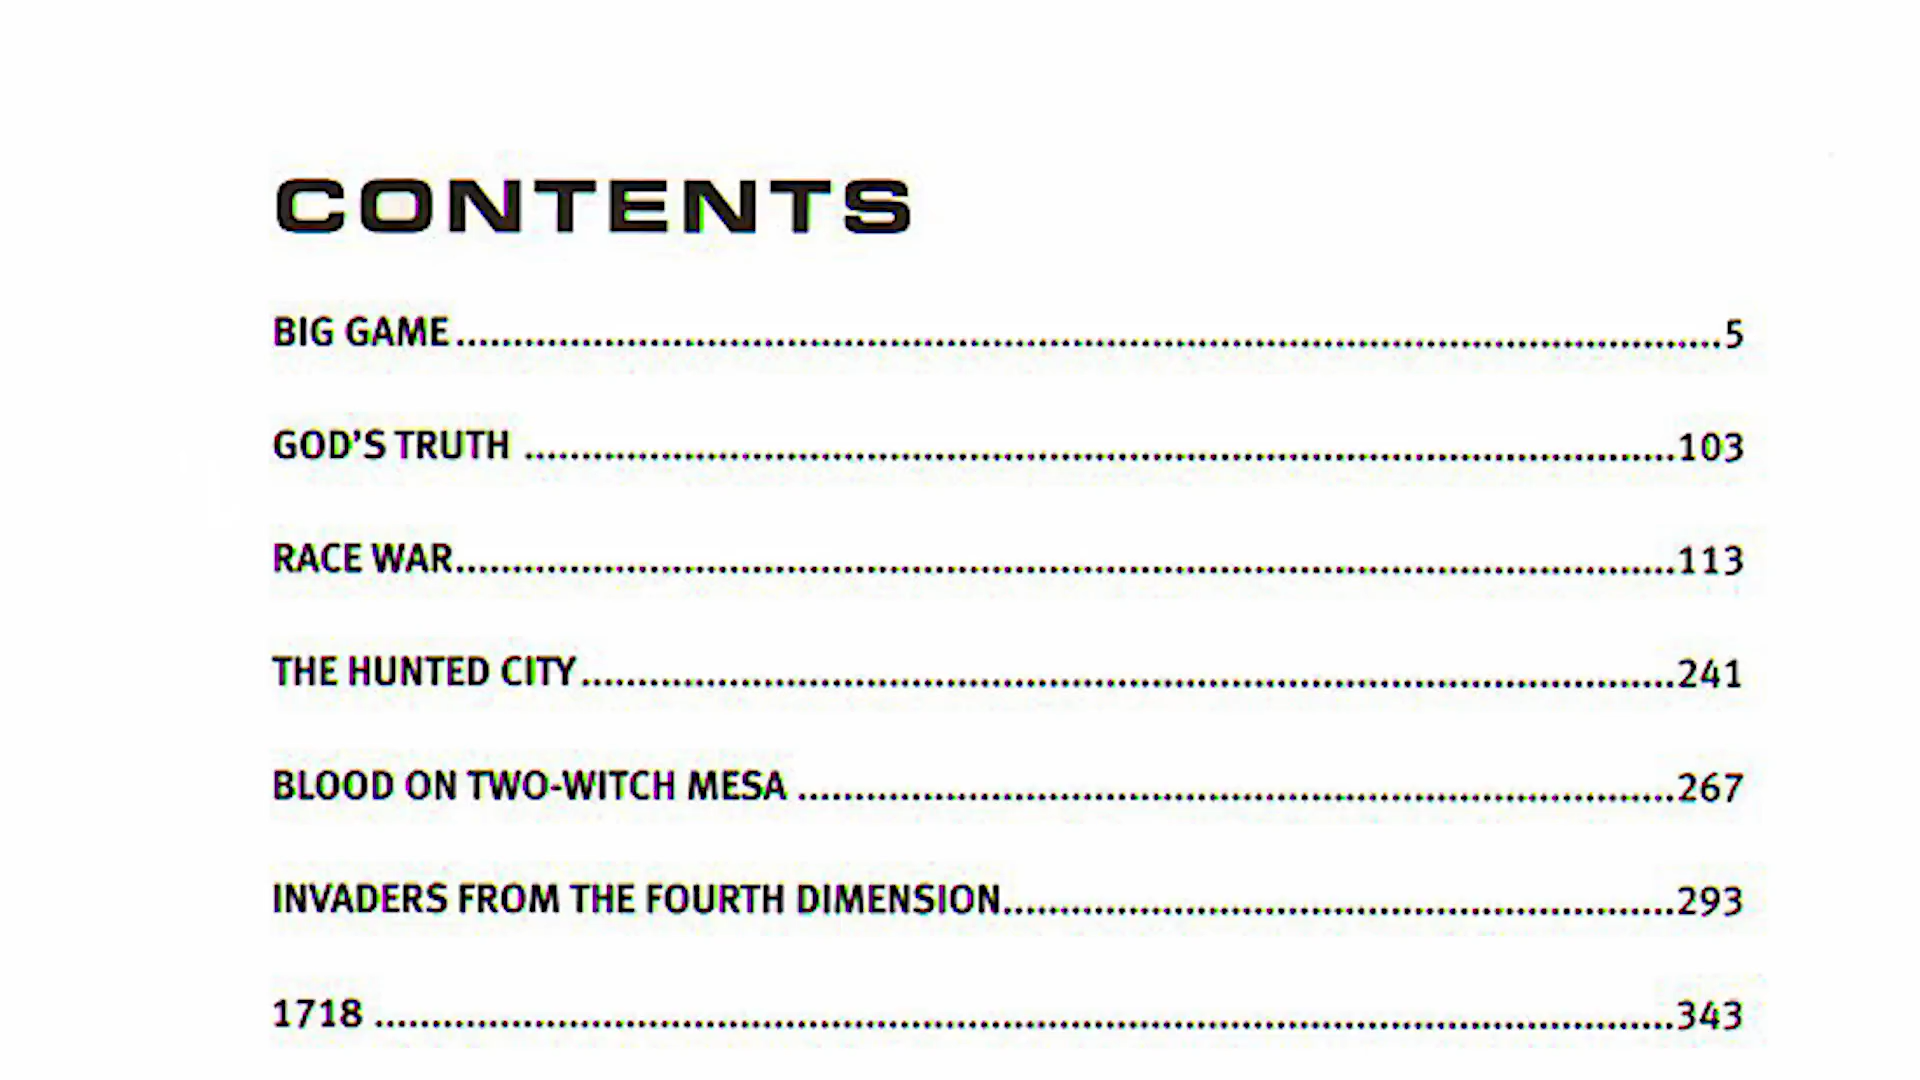 CONTENTS
BIG GAME........................................................................................................................5
GOD'S TRUTH .............................................................................................................103
RACE WAR....................................................................................................................113
THE HUNTED CITY........................................................................................................241
BLOOD ON TWO-WITCH MESA ...................................................................................267
INVADERS FROM THE FOURTH DIMENSION................................................................293
1718 ............................................................................................................................343